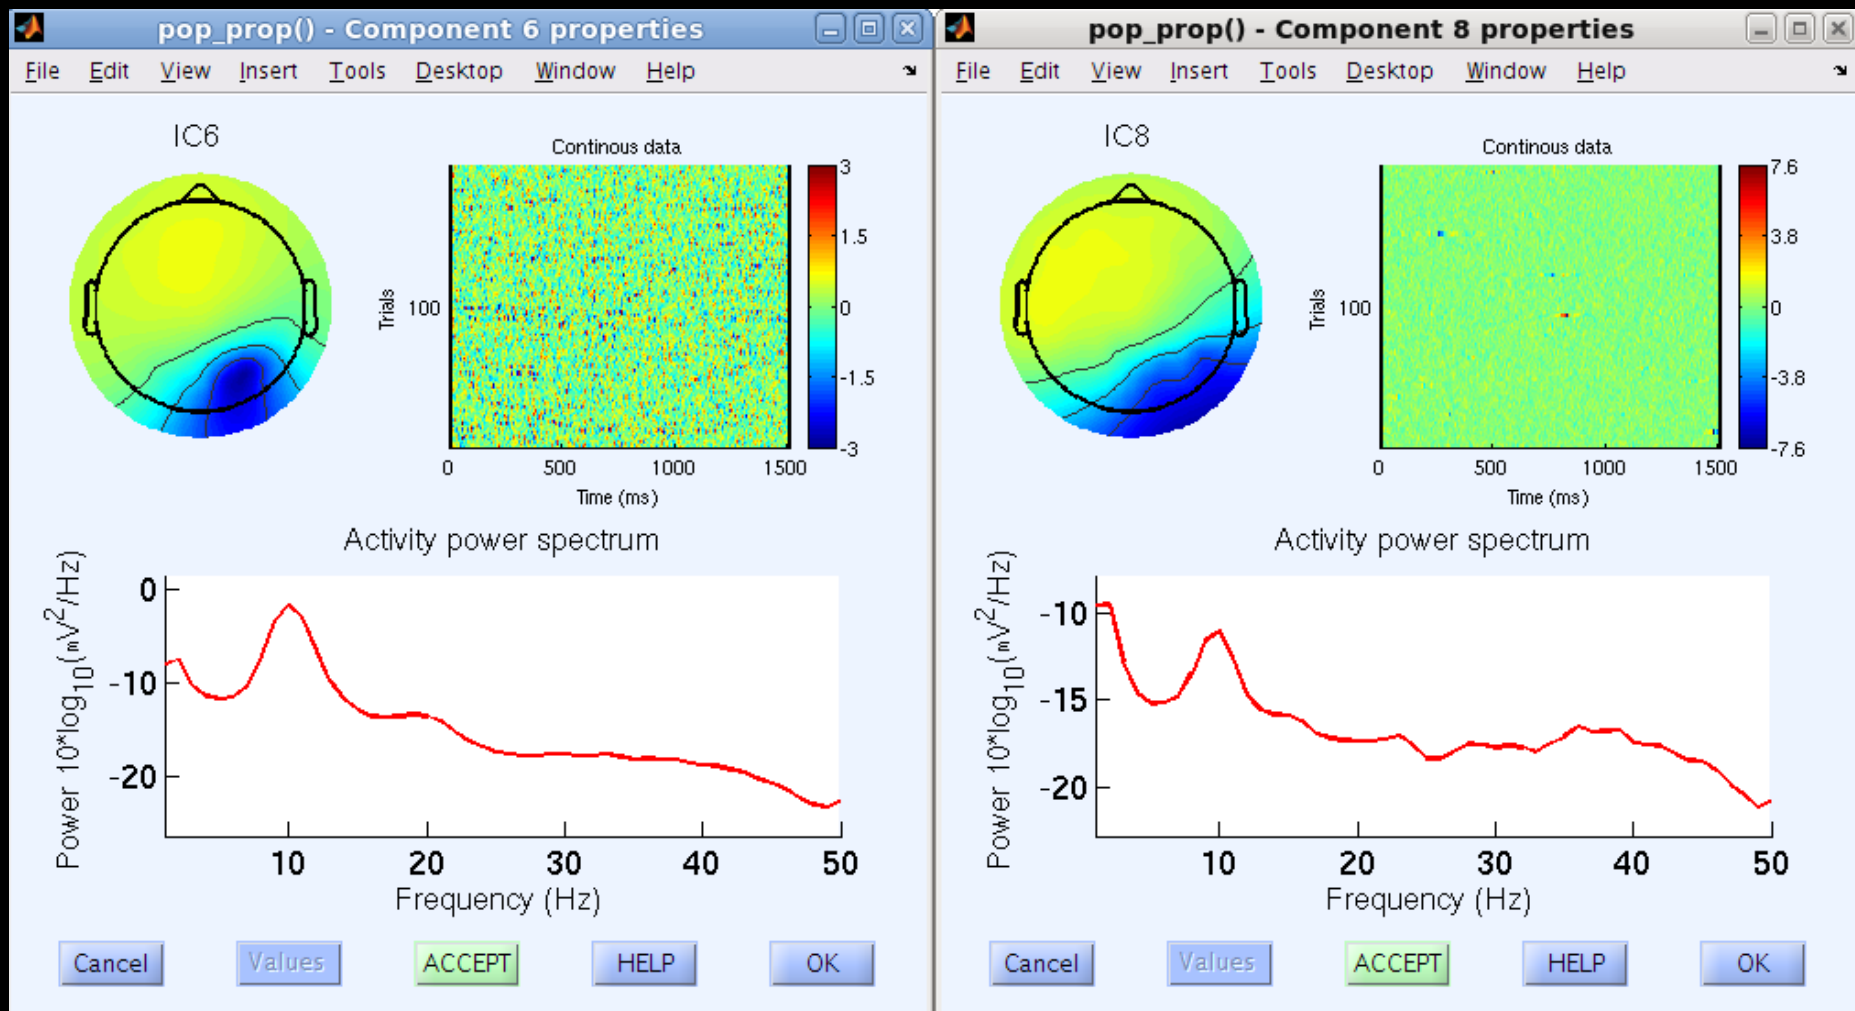 pop_prop() - Component 6 properties
File Edit View Insert Tools Desktop Window Help
IC6
Continous data
Trials
100
3
1.5
0
-1.5
-3
0 500 1000 1500
Time (ms)
Activity power spectrum
Power 10*log10(mV2/Hz)
0
-10
-20
10 20 30 40 50
Frequency (Hz)
Cancel Values ACCEPT HELP OK
pop_prop() - Component 8 properties
File Edit View Insert Tools Desktop Window Help
IC8
Continous data
Trials
100
7.6
3.8
0
-3.8
-7.6
0 500 1000 1500
Time (ms)
Activity power spectrum
Power 10*log10(mV2/Hz)
-10
-15
-20
10 20 30 40 50
Frequency (Hz)
Cancel Values ACCEPT HELP OK